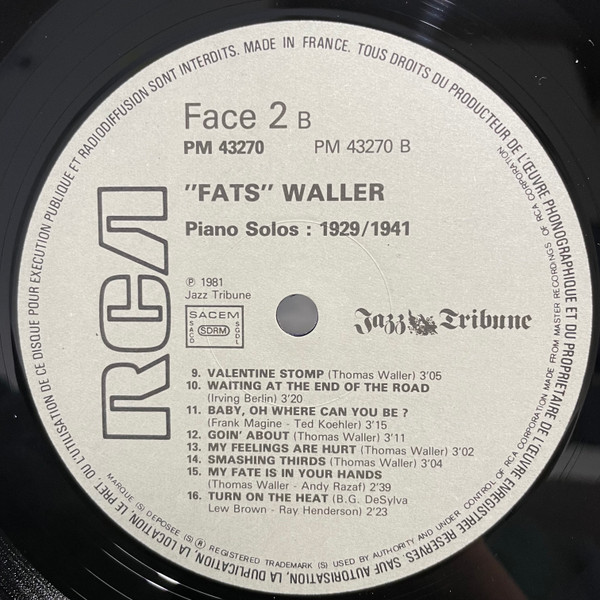 Face 2 B
PM 43270 PM 43270 B
"FATS" WALLER
Piano Solos : 1929/1941
RCA
℗ 1981
Jazz Tribune
SACEM
SACD SDRM SGDL
Jazz Tribune
9. VALENTINE STOMP (Thomas Waller) 3'05
10. WAITING AT THE END OF THE ROAD
(Irving Berlin) 3'20
11. BABY, OH WHERE CAN YOU BE ?
(Frank Magine - Ted Koehler) 3'15
12. GOIN' ABOUT (Thomas Waller) 3'11
13. MY FEELINGS ARE HURT (Thomas Waller) 3'02
14. SMASHING THIRDS (Thomas Waller) 3'04
15. MY FATE IS IN YOUR HANDS
(Thomas Waller - Andy Razaf) 2'39
16. TURN ON THE HEAT (B.G. DeSylva
Lew Brown - Ray Henderson) 2'23
MADE IN FRANCE. TOUS DROITS DU PRODUCTEUR DE L'ŒUVRE PHONOGRAPHIQUE ET DU PROPRIETAIRE DE L'ŒUVRE ENREGISTREE RESERVES. SAUF AUTORISATION, LA DUPLICATION, LA LOCATION, LE PRET, OU L'UTILISATION DE CE DISQUE POUR EXECUTION PUBLIQUE ET RADIODIFFUSION SONT INTERDITS.
MARQUE (S) DEPOSEE (S) ® REGISTERED TRADEMARK (S) USED BY AUTHORITY AND UNDER CONTROL OF RCA CORPORATION MADE FROM MASTER RECORDINGS OF RCA CORPORATION